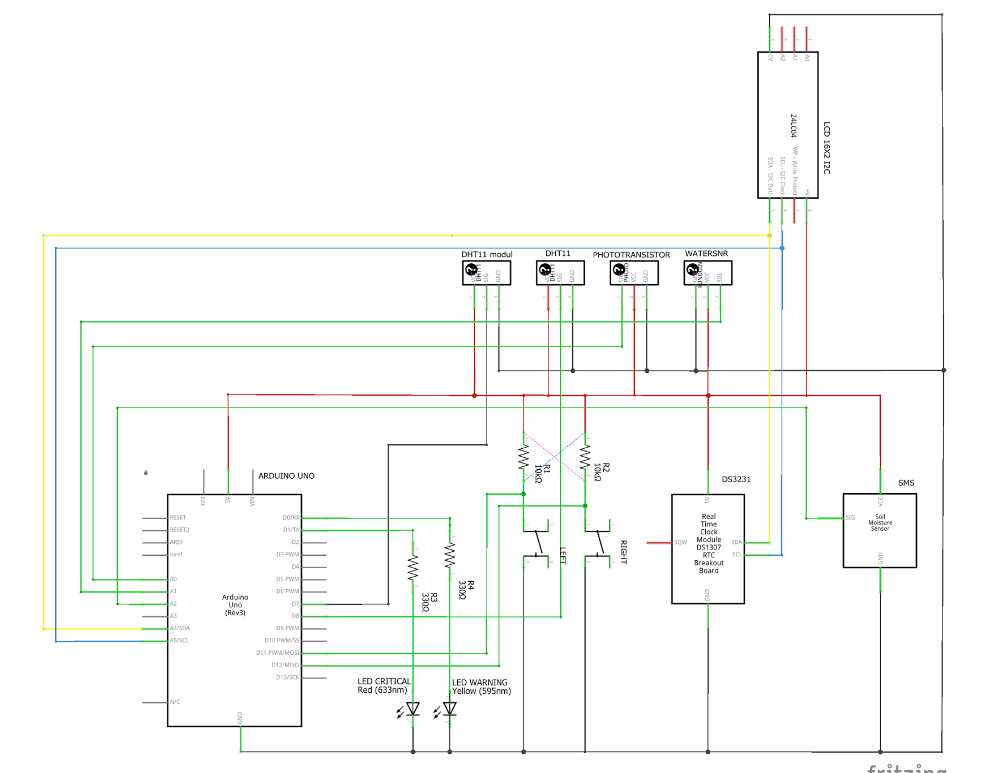 0V
A2
A1
A0
24LC04
LCD 16X2 I2C
SDA - I2C Data
SCL - I2C Clock
WP - Write Protect
DHT11 modul
DHT11
PHOTOTRANSISTOR
WATERSNR
SIG
GND
SIG
GND
VCC
GND
VCC
SIG
ARDUINO UNO
5V
VIN
RESET
RESET2
AREF
ioref
A0
A1
A2
A3
A4/SDA
A5/SCL
N/C
GND
Arduino
Uno
(Rev3)
D0/RX
D1/TX
D2
D3 PWM
D4
D5 PWM
D6 PWM
D7
D8
D9 PWM
D10 PWM/SS
D11 PWM/MOSI
D12/MISO
D13/SCK
R1
10kΩ
R2
10kΩ
R3
330Ω
R4
330Ω
LEFT
RIGHT
LED CRITICAL
Red (633nm)
LED WARNING
Yellow (595nm)
DS3231
5V
SQW
Real
Time
Clock
Module
DS1307
RTC
Breakout
Board
SDA
SCL
GND
SMS
VCC
SIG
Soil
Moisture
Sensor
GND
fritzing